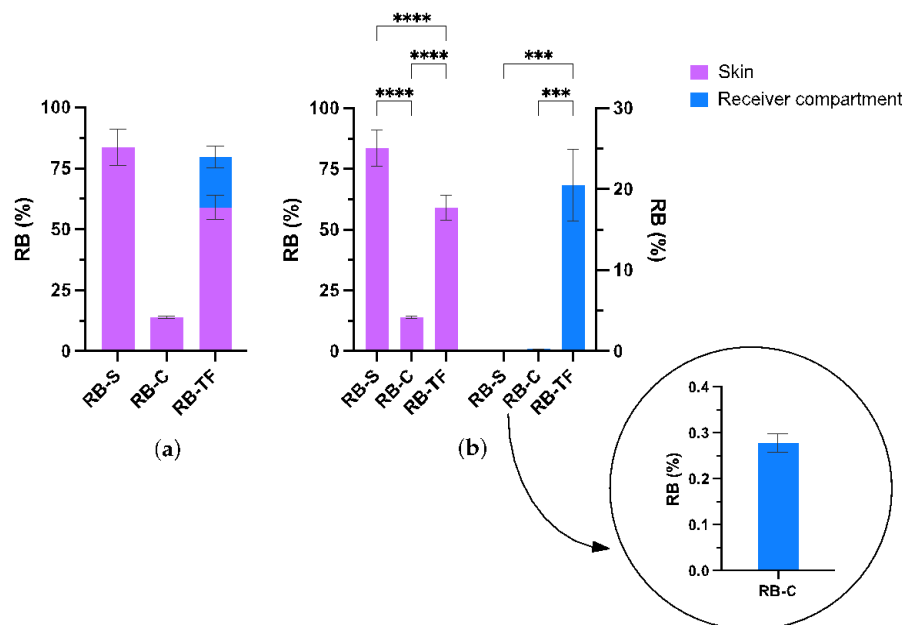 **** 
**** ***
**** ***
Skin
Receiver compartment
RB (%)
100
75
50
25
0
RB-S
RB-C
RB-TF
(a)
RB (%)
100
75
50
25
0
RB-S
RB-C
RB-TF
RB-S
RB-C
RB-TF
30
20
10
0
RB (%)
(b)
RB (%)
0.4
0.3
0.2
0.1
0.0
RB-C